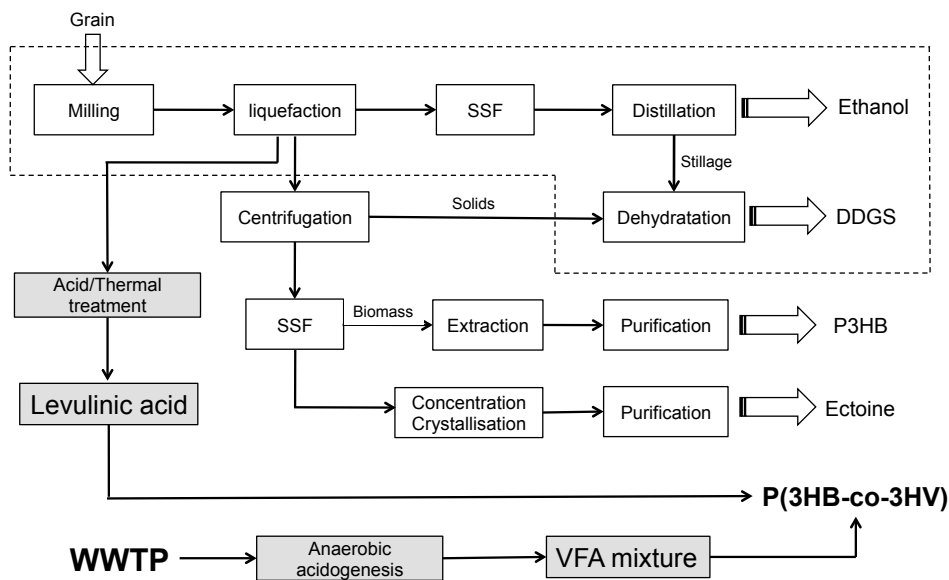 Grain
Milling
liquefaction
SSF
Distillation
Ethanol
Stillage
Centrifugation
Solids
Dehydratation
DDGS
Acid/Thermal
treatment
SSF
Biomass
Extraction
Purification
P3HB
Levulinic acid
Concentration
Crystallisation
Purification
Ectoine
P(3HB-co-3HV)
WWTP
Anaerobic
acidogenesis
VFA mixture